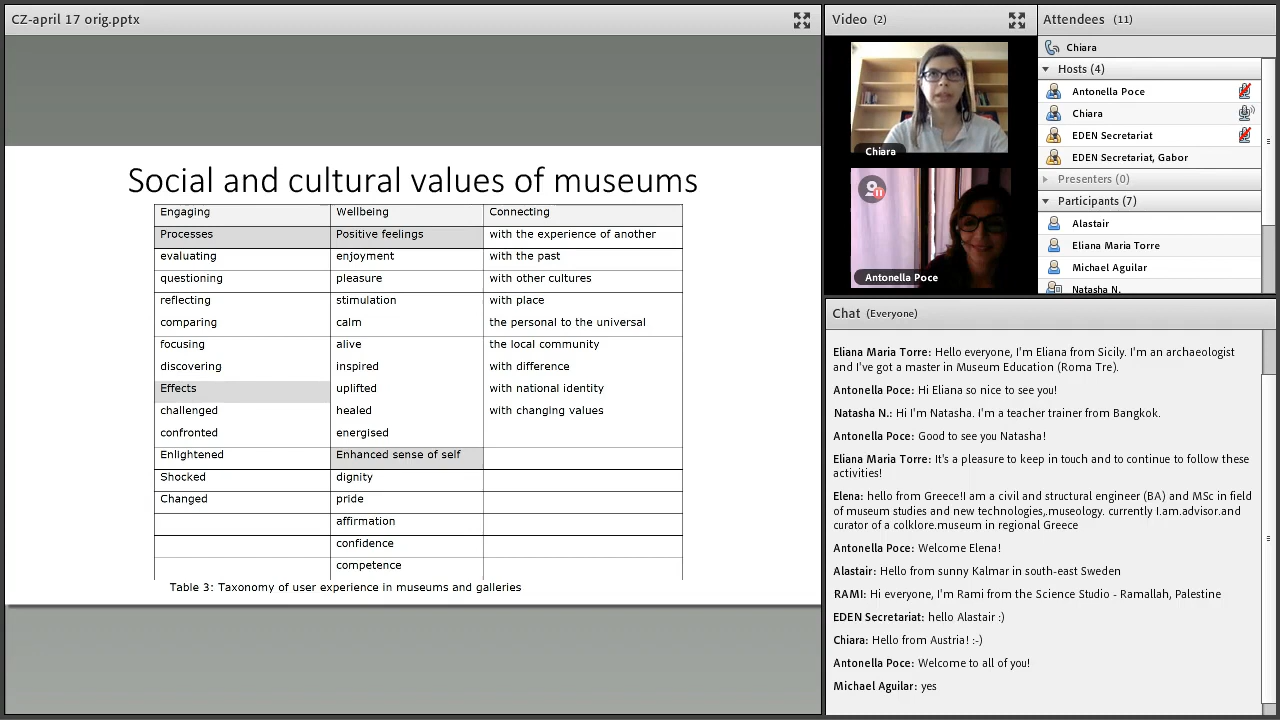 CZ-april 17 orig.pptx
Social and cultural values of museums
Engaging Wellbeing Connecting
Processes Positive feelings with the experience of another
evaluating enjoyment with the past
questioning pleasure with other cultures
reflecting stimulation with place
comparing calm the personal to the universal
focusing alive the local community
discovering inspired with difference
Effects uplifted with national identity
challenged healed with changing values
confronted energised
Enlightened Enhanced sense of self
Shocked dignity
Changed pride
affirmation
confidence
competence
Table 3: Taxonomy of user experience in museums and galleries
Video (2)
Chiara
Antonella Poce
Attendees (11)
Chiara
Hosts (4)
Antonella Poce
Chiara
EDEN Secretariat
EDEN Secretariat, Gabor
Presenters (0)
Participants (7)
Alastair
Eliana Maria Torre
Michael Aguilar
Natasha N.
Chat (Everyone)
Eliana Maria Torre: Hello everyone, I'm Eliana from Sicily. I'm an archaeologist
and I've got a master in Museum Education (Roma Tre).
Antonella Poce: Hi Eliana so nice to see you!
Natasha N.: Hi I'm Natasha. I'm a teacher trainer from Bangkok.
Antonella Poce: Good to see you Natasha!
Eliana Maria Torre: It's a pleasure to keep in touch and to continue to follow these
activities!
Elena: hello from Greece!I am a civil and structural engineer (BA) and MSc in field
of museum studies and new technologies,.museology. currently I.am.advisor.and
curator of a colklore.museum in regional Greece
Antonella Poce: Welcome Elena!
Alastair: Hello from sunny Kalmar in south-east Sweden
RAMI: Hi everyone, I'm Rami from the Science Studio - Ramallah, Palestine
EDEN Secretariat: hello Alastair :)
Chiara: Hello from Austria! :-)
Antonella Poce: Welcome to all of you!
Michael Aguilar: yes